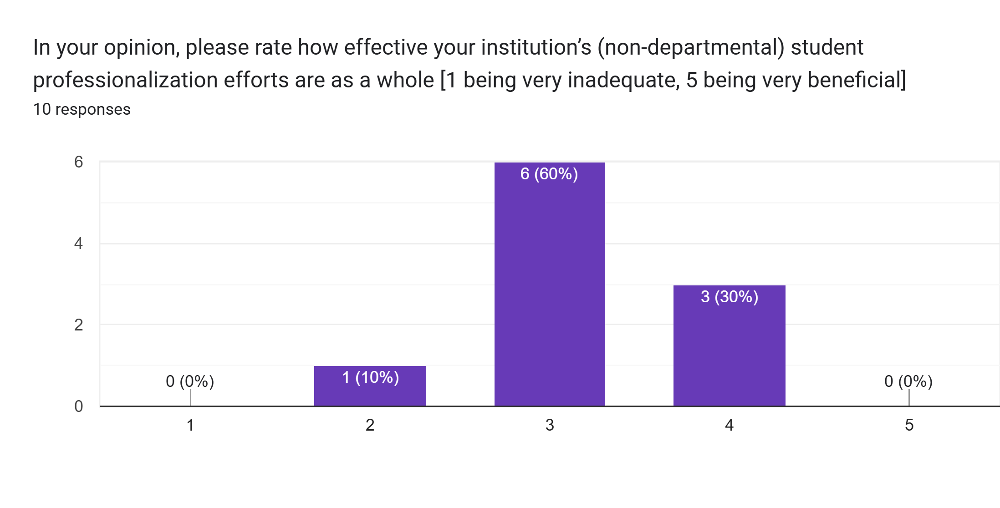 In your opinion, please rate how effective your institution’s (non-departmental) student
professionalization efforts are as a whole [1 being very inadequate, 5 being very beneficial]
10 responses
6
6 (60%)
4
3 (30%)
2
1 (10%)
0 (0%)
0 (0%)
0
1 2 3 4 5